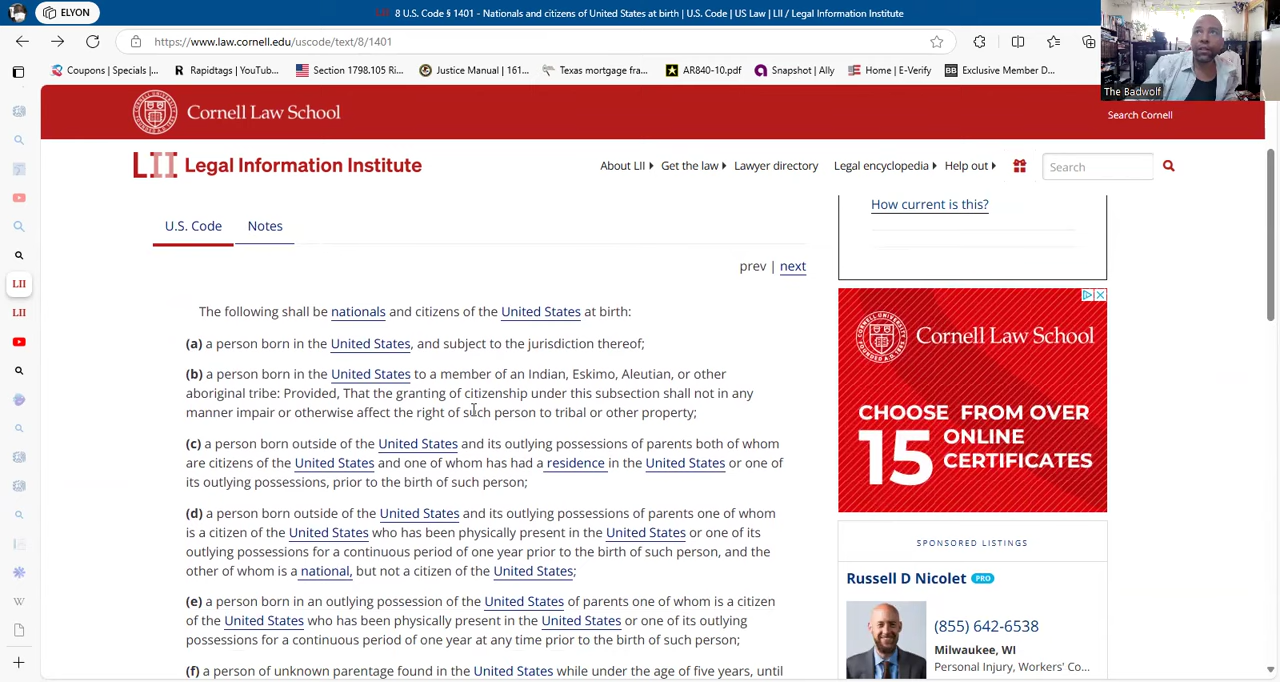 ELYON
LII 8 U.S. Code § 1401 - Nationals and citizens of United States at birth | U.S. Code | US Law | LII / Legal Information Institute
https://www.law.cornell.edu/uscode/text/8/1401
Coupons | Specials |...
R Rapidtags | YouTub...
Section 1798.105 Ri...
Justice Manual | 161...
Texas mortgage fra...
AR840-10.pdf
Snapshot | Ally
Home | E-Verify
BB Exclusive Member D...
The Badwolf
Cornell Law School
Search Cornell
LII Legal Information Institute
About LII
Get the law
Lawyer directory
Legal encyclopedia
Help out
Search
How current is this?
U.S. Code
Notes
prev | next
The following shall be nationals and citizens of the United States at birth:
(a) a person born in the United States, and subject to the jurisdiction thereof;
(b) a person born in the United States to a member of an Indian, Eskimo, Aleutian, or other
aboriginal tribe: Provided, That the granting of citizenship under this subsection shall not in any
manner impair or otherwise affect the right of such person to tribal or other property;
(c) a person born outside of the United States and its outlying possessions of parents both of whom
are citizens of the United States and one of whom has had a residence in the United States or one of
its outlying possessions, prior to the birth of such person;
(d) a person born outside of the United States and its outlying possessions of parents one of whom
is a citizen of the United States who has been physically present in the United States or one of its
outlying possessions for a continuous period of one year prior to the birth of such person, and the
other of whom is a national, but not a citizen of the United States;
(e) a person born in an outlying possession of the United States of parents one of whom is a citizen
of the United States who has been physically present in the United States or one of its outlying
possessions for a continuous period of one year at any time prior to the birth of such person;
(f) a person of unknown parentage found in the United States while under the age of five years, until
Cornell Law School
CHOOSE FROM OVER
15 ONLINE
CERTIFICATES
SPONSORED LISTINGS
Russell D Nicolet PRO
(855) 642-6538
Milwaukee, WI
Personal Injury, Workers' Co...
LII
LII
W